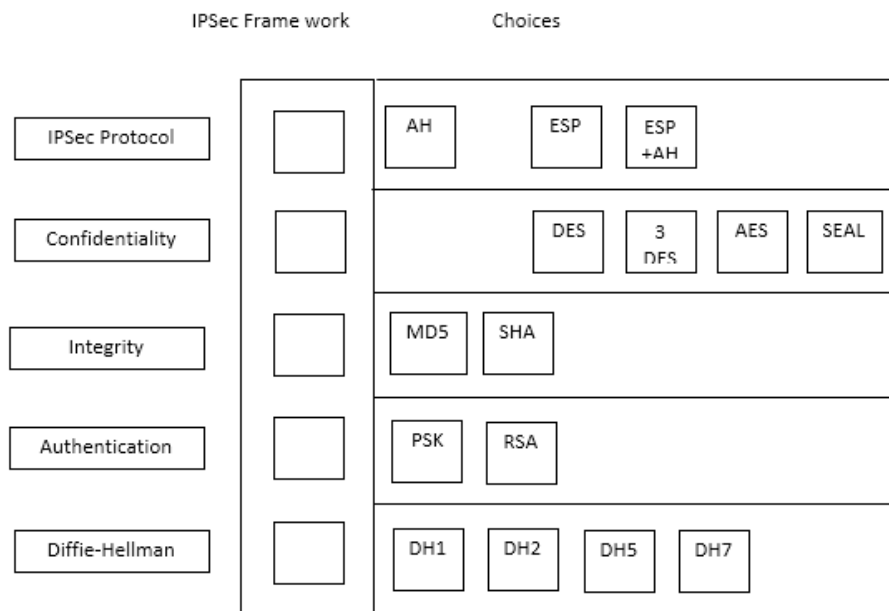 IPSec Frame work Choices
IPSec Protocol AH ESP ESP
+AH
Confidentiality DES 3 AES SEAL
DES
Integrity MD5 SHA
Authentication PSK RSA
Diffie-Hellman DH1 DH2 DH5 DH7